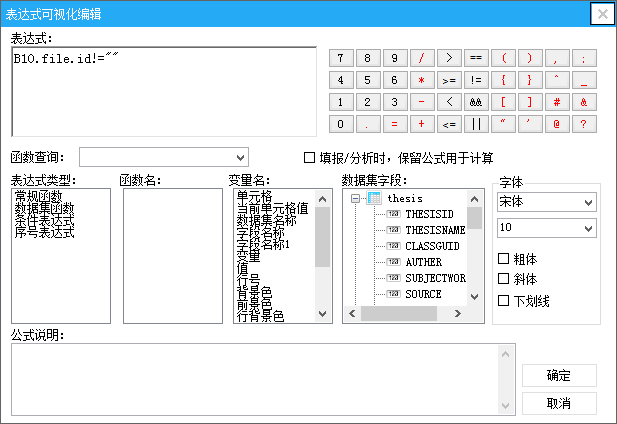 表达式可视化编辑
表达式:
B10.file.id!=""
7 8 9 / > == ( ) , ;
4 5 6 * >= != { } ^ _
1 2 3 - < && [ ] # &
0 . = + <= || “ ’ @ ?
函数查询:
填报/分析时，保留公式用于计算
表达式类型: 函数名: 变量名: 数据集字段: 字体
常规函数
数据集函数
条件表达式
序号表达式
单元格
当前单元格值
数据集名称
字段名称
字段名称1
变量
值
行号
背景色
前景色
行背景色
thesis
THESISID
THESISNAME
CLASSGUID
AUTHER
SUBJECTWOR
SOURCE
宋体
10
粗体
斜体
下划线
公式说明:
确定
取消